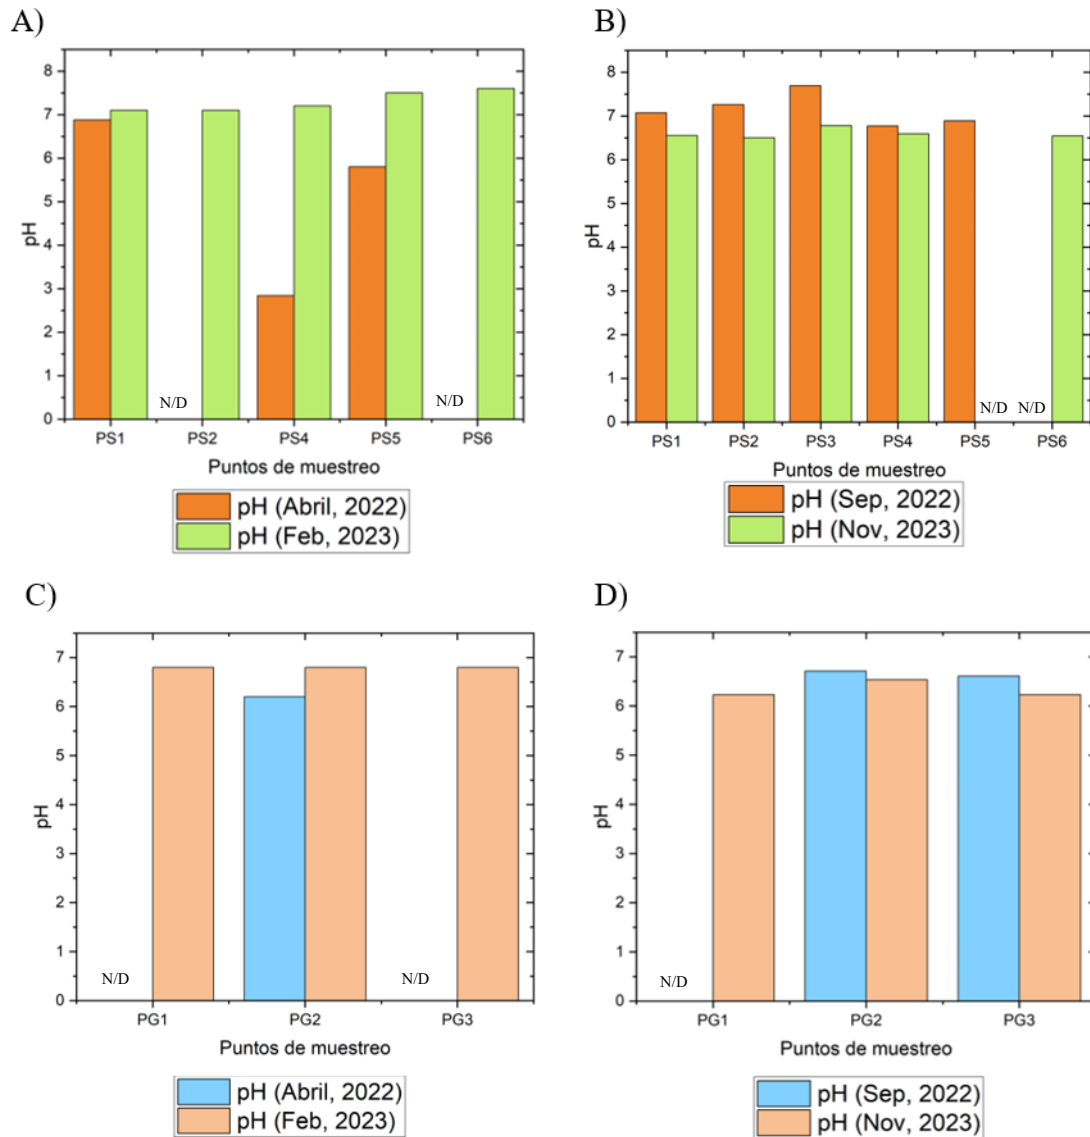 A)
8
7
6
5
4
3
2
1
0
pH
N/D
N/D
PS1 PS2 PS4 PS5 PS6
Puntos de muestreo
pH (Abril, 2022)
pH (Feb, 2023)
B)
8
7
6
5
4
3
2
1
0
pH
N/D N/D
PS1 PS2 PS3 PS4 PS5 PS6
Puntos de muestreo
pH (Sep, 2022)
pH (Nov, 2023)
C)
7
6
5
4
3
2
1
0
pH
N/D
N/D
PG1 PG2 PG3
Puntos de muestreo
pH (Abril, 2022)
pH (Feb, 2023)
D)
7
6
5
4
3
2
1
0
pH
N/D
PG1 PG2 PG3
Puntos de muestreo
pH (Sep, 2022)
pH (Nov, 2023)